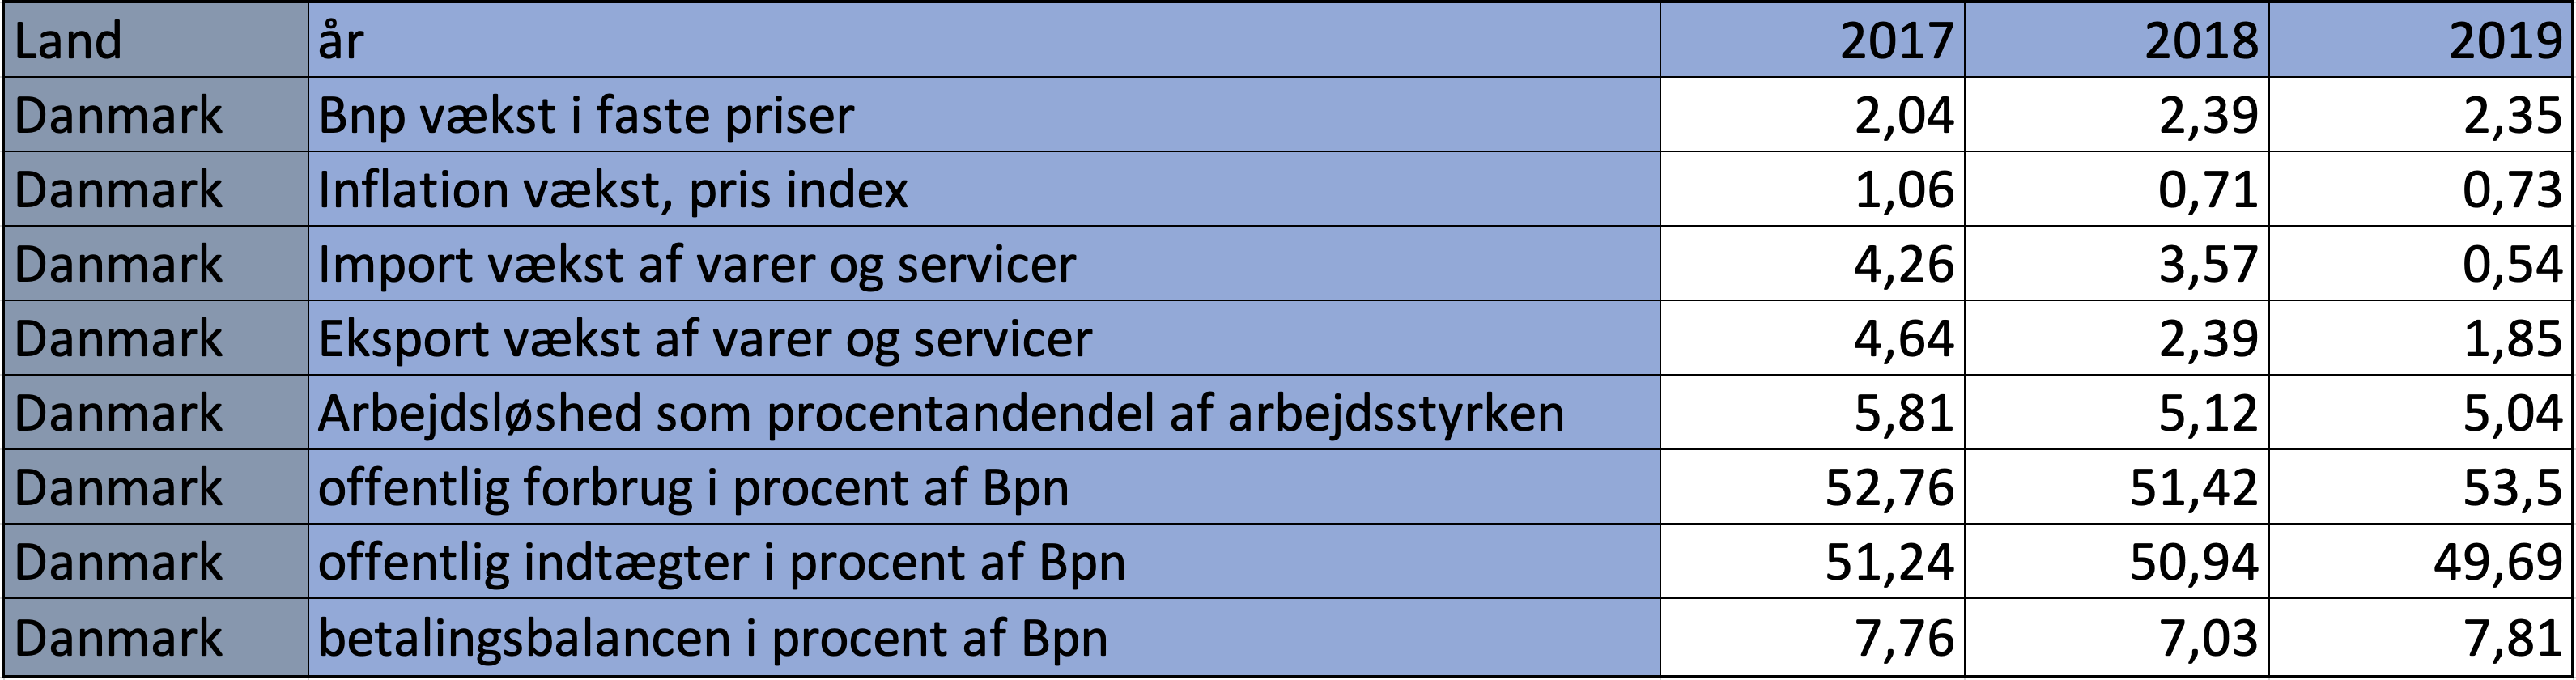 Land år 2017 2018 2019
Danmark Bnp vækst i faste priser 2,04 2,39 2,35
Danmark Inflation vækst, pris index 1,06 0,71 0,73
Danmark Import vækst af varer og servicer 4,26 3,57 0,54
Danmark Eksport vækst af varer og servicer 4,64 2,39 1,85
Danmark Arbejdsløshed som procentandendel af arbejdsstyrken 5,81 5,12 5,04
Danmark offentlig forbrug i procent af Bpn 52,76 51,42 53,5
Danmark offentlig indtægter i procent af Bpn 51,24 50,94 49,69
Danmark betalingsbalancen i procent af Bpn 7,76 7,03 7,81